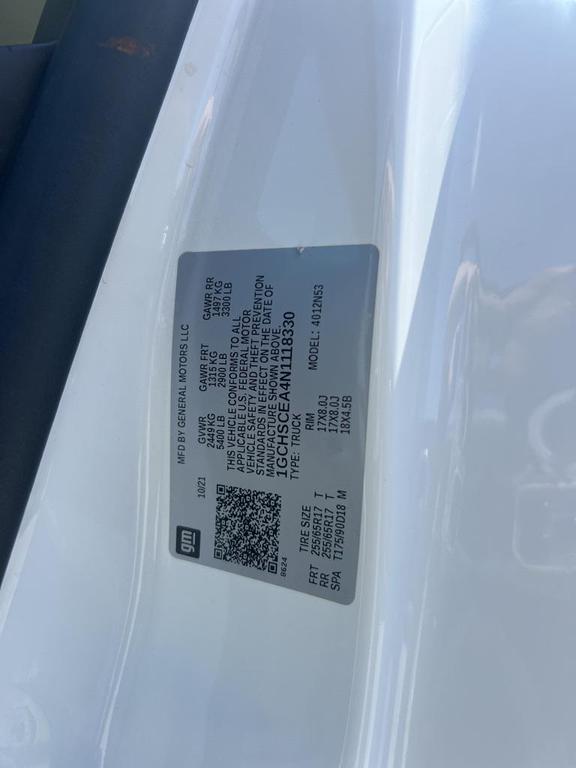 gm
MFD BY GENERAL MOTORS LLC
10/21
GVWR GAWR FRT GAWR RR
2449 KG 1315 KG 1497 KG
5400 LB 2900 LB 3300 LB
THIS VEHICLE CONFORMS TO ALL
APPLICABLE U.S. FEDERAL MOTOR
VEHICLE SAFETY AND THEFT PREVENTION
STANDARDS IN EFFECT ON THE DATE OF
MANUFACTURE SHOWN ABOVE.
1GCHSCEA4N1118330
8624
TYPE: TRUCK MODEL: 4012N53
TIRE SIZE RIM
FRT 255/65R17 T 17X8.0J
RR 255/65R17 T 17X8.0J
SPA T175/90D18 M 18X4.5B